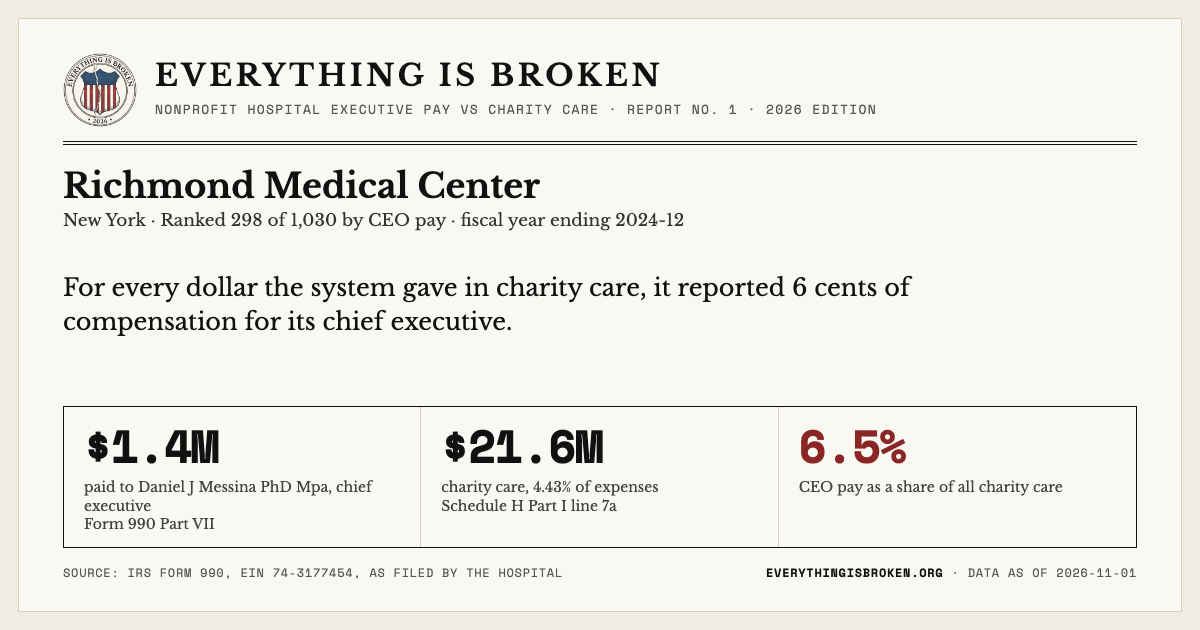 EVERYTHING IS BROKEN
· 2026 ·
EVERYTHING IS BROKEN
NONPROFIT HOSPITAL EXECUTIVE PAY VS CHARITY CARE · REPORT NO. 1 · 2026 EDITION
Richmond Medical Center
New York · Ranked 298 of 1,030 by CEO pay · fiscal year ending 2024-12
For every dollar the system gave in charity care, it reported 6 cents of
compensation for its chief executive.
$1.4M
paid to Daniel J Messina PhD Mpa, chief
executive
Form 990 Part VII
$21.6M
charity care, 4.43% of expenses
Schedule H Part I line 7a
6.5%
CEO pay as a share of all charity care
SOURCE: IRS FORM 990, EIN 74-3177454, AS FILED BY THE HOSPITAL
EVERYTHINGISBROKEN.ORG · DATA AS OF 2026-11-01